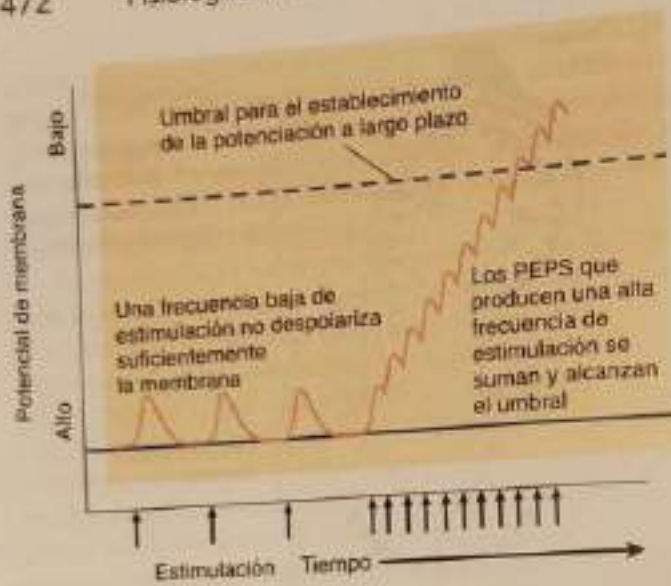 472
Umbral para el establecimiento
de la potenciación a largo plazo
Bajo
Potencial de membrana
Alto
Una frecuencia baja de
estimulación no despolariza
suficientemente
la membrana
Los PEPS que
producen una alta
frecuencia de
estimulación se
suman y alcanzan
el umbral
Estimulación Tiempo